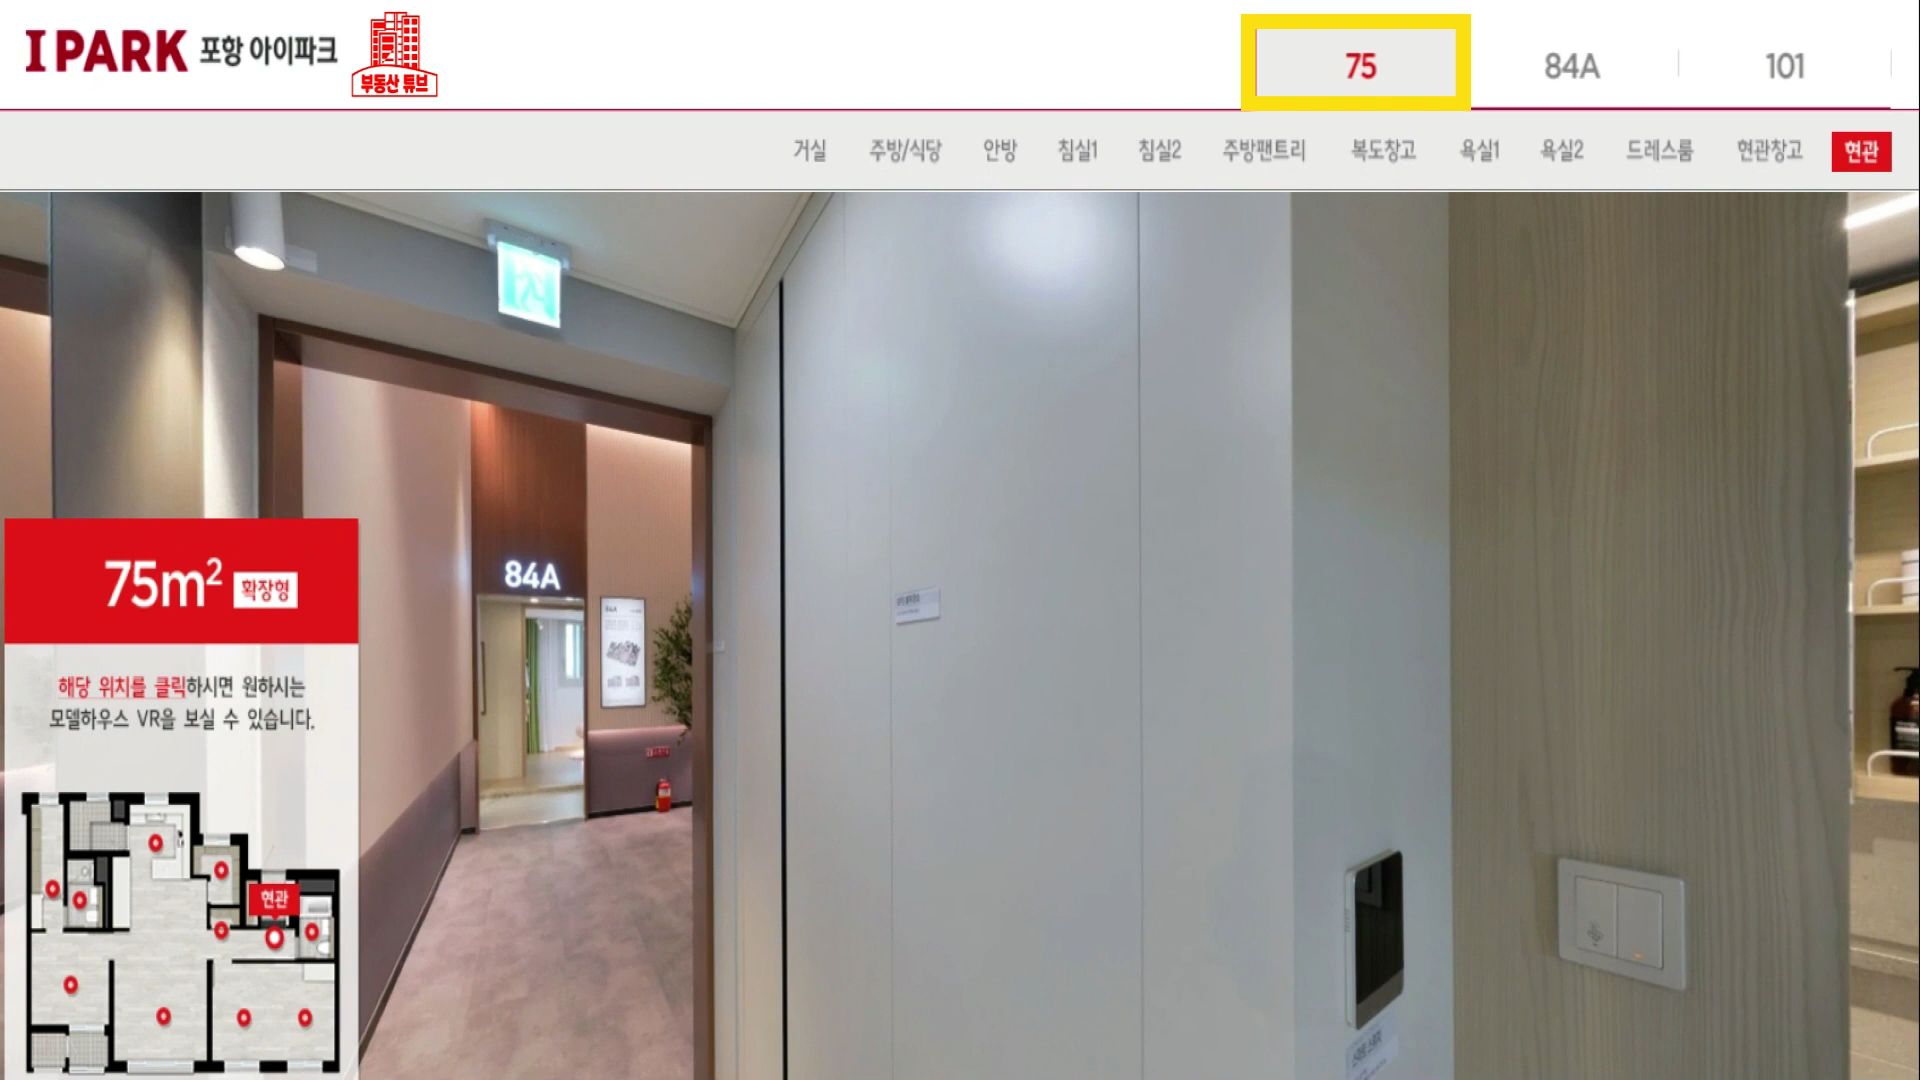 I PARK 포항 아이파크
부동산 튜브
75 84A 101
거실 주방/식당 안방 침실1 침실2 주방팬트리 복도창고 욕실1 욕실2 드레스룸 현관창고 현관
84A
84A
75m² 확장형
해당 위치를 클릭하시면 원하시는
모델하우스 VR을 보실 수 있습니다.
현관